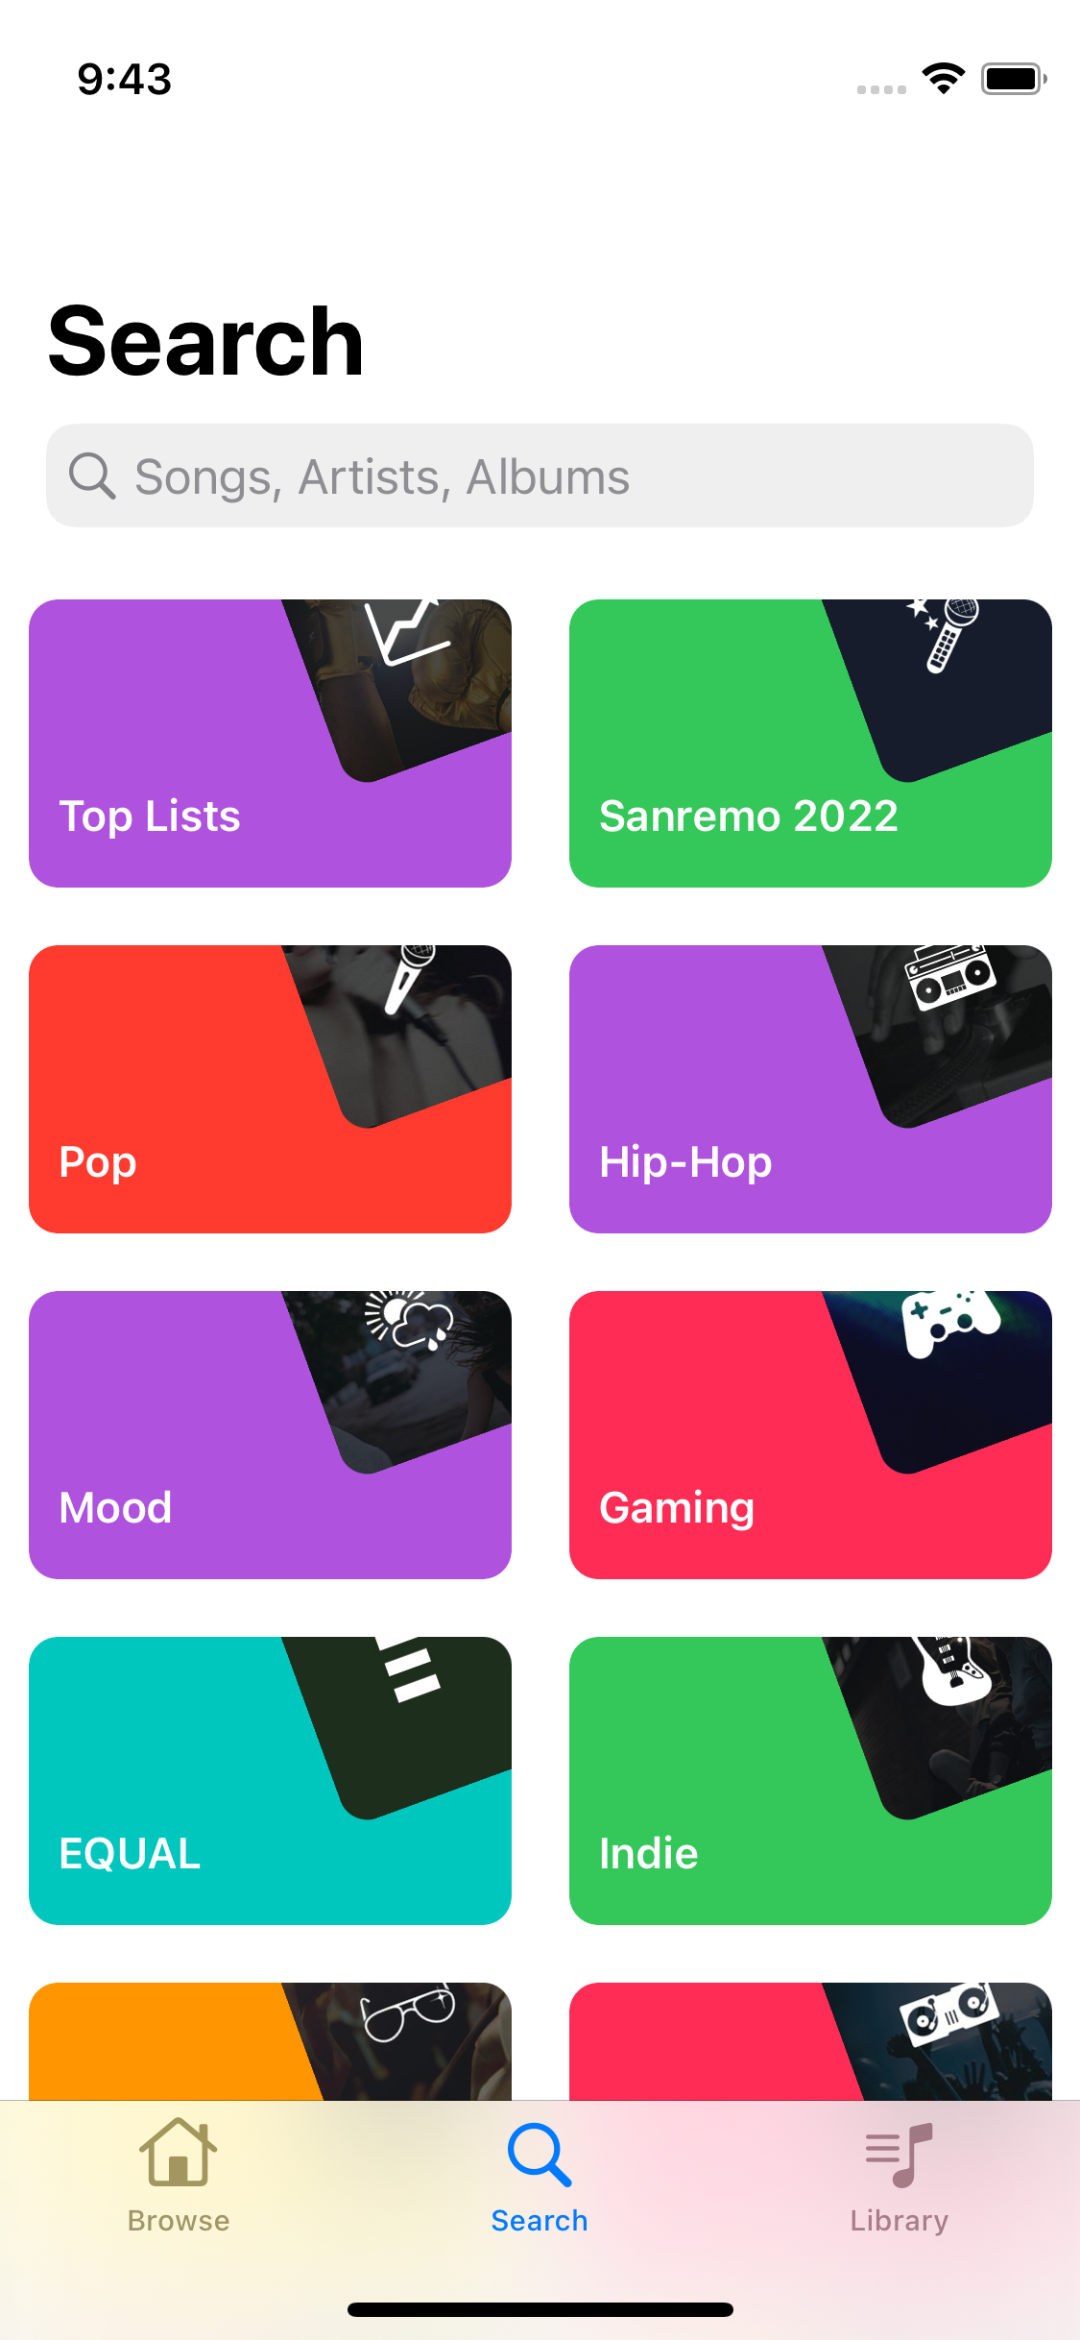 9:43
Search
Songs, Artists, Albums
Top Lists
Sanremo 2022
Pop
Hip-Hop
Mood
Gaming
EQUAL
Indie
Browse
Search
Library